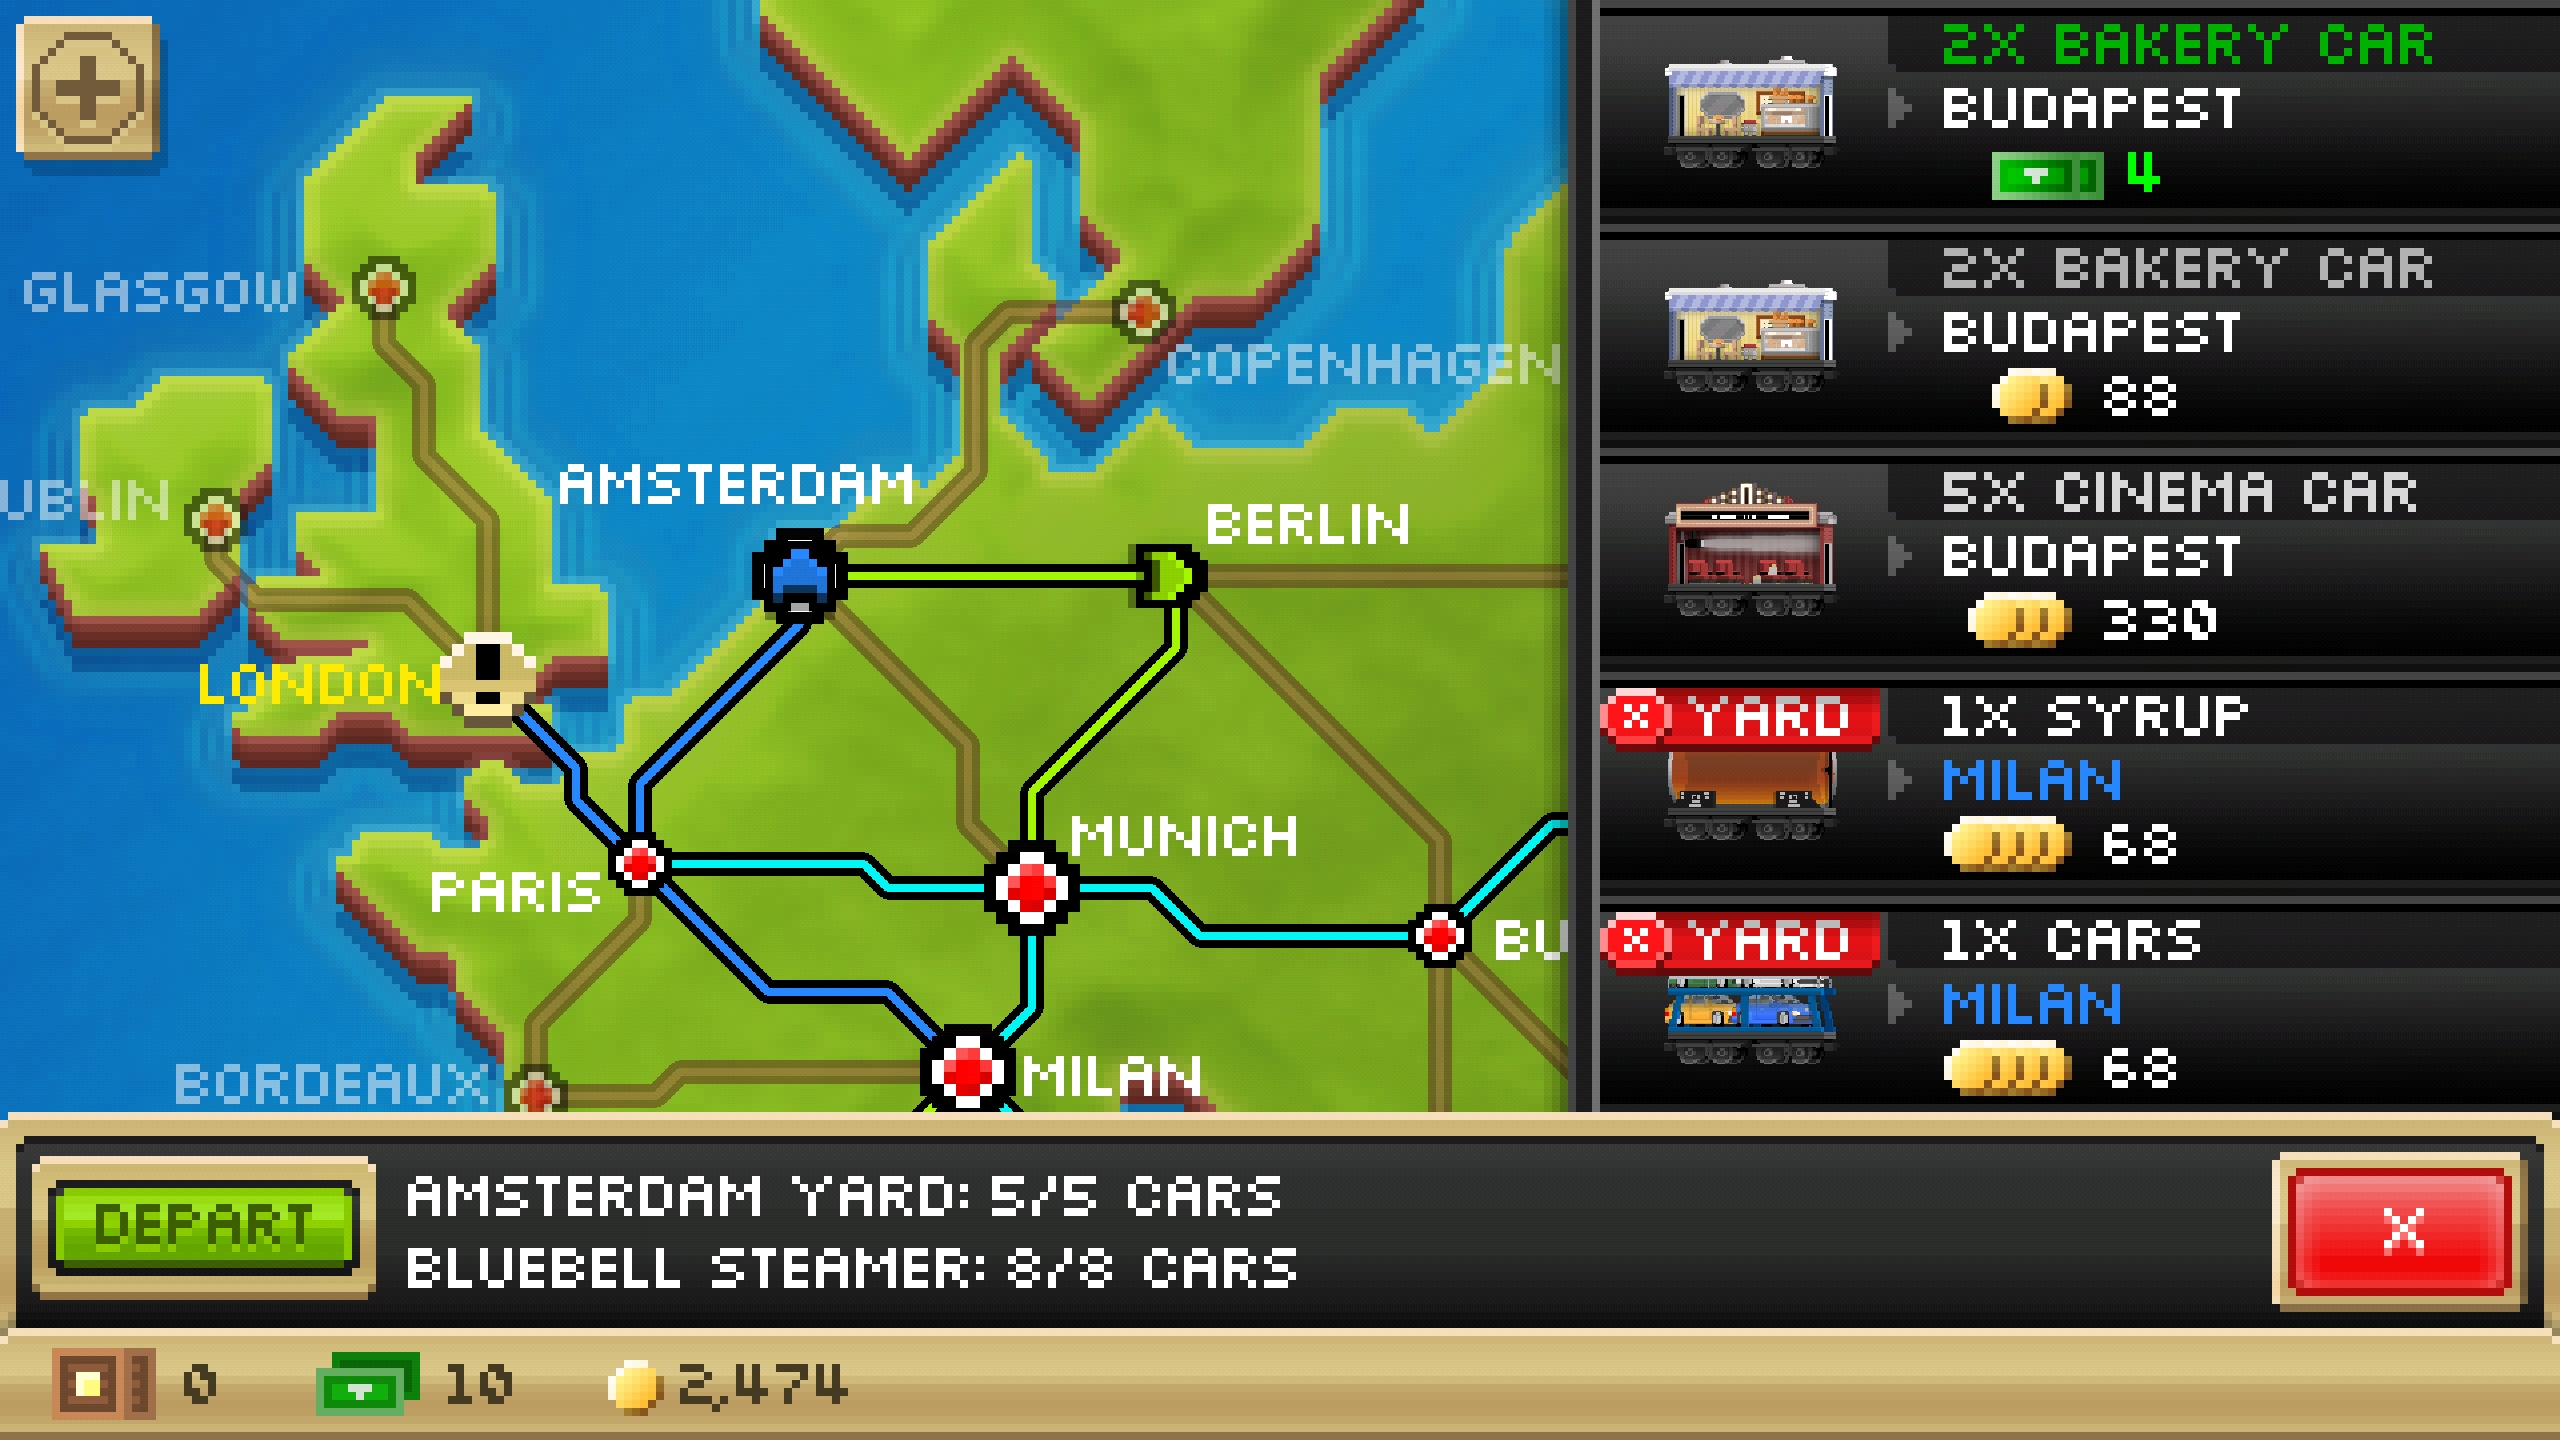 GLASGOW
COPENHAGEN
UBLIN
AMSTERDAM
BERLIN
LONDON
!
MUNICH
PARIS
BU
BORDEAUX
MILAN
2X BAKERY CAR
BUDAPEST
4
2X BAKERY CAR
BUDAPEST
88
5X CINEMA CAR
BUDAPEST
330
X YARD
1X SYRUP
MILAN
68
X YARD
1X CARS
MILAN
68
DEPART
AMSTERDAM YARD: 5/5 CARS
BLUEBELL STEAMER: 8/8 CARS
X
0
10
2,474